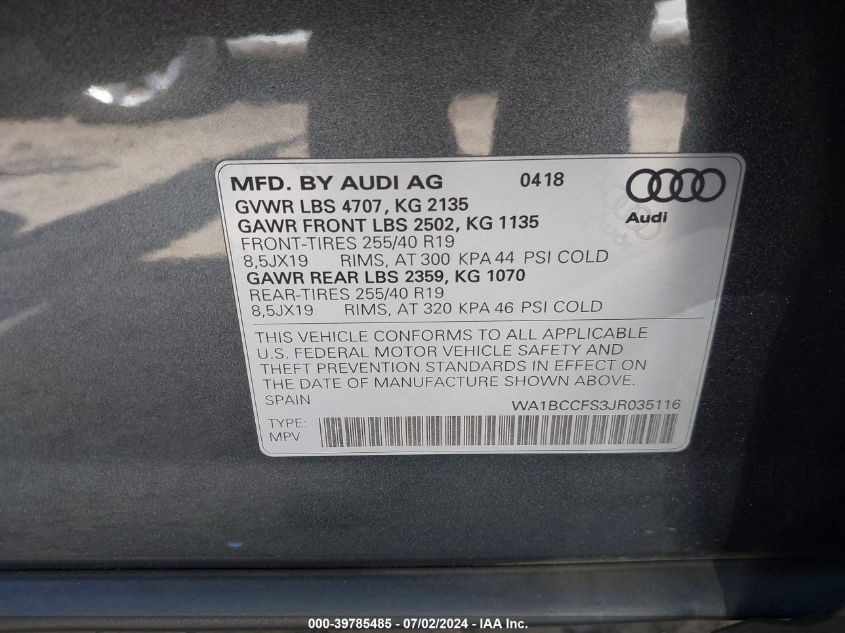 MFD. BY AUDI AG 0418
GVWR LBS 4707, KG 2135
GAWR FRONT LBS 2502, KG 1135
FRONT-TIRES 255/40 R19
8,5JX19 RIMS, AT 300 KPA 44 PSI COLD
GAWR REAR LBS 2359, KG 1070
REAR-TIRES 255/40 R19
8,5JX19 RIMS, AT 320 KPA 46 PSI COLD
Audi
THIS VEHICLE CONFORMS TO ALL APPLICABLE
U.S. FEDERAL MOTOR VEHICLE SAFETY AND
THEFT PREVENTION STANDARDS IN EFFECT ON
THE DATE OF MANUFACTURE SHOWN ABOVE.
SPAIN WA1BCCFS3JR035116
TYPE:
MPV
000-39785485 - 07/02/2024 - IAA Inc.